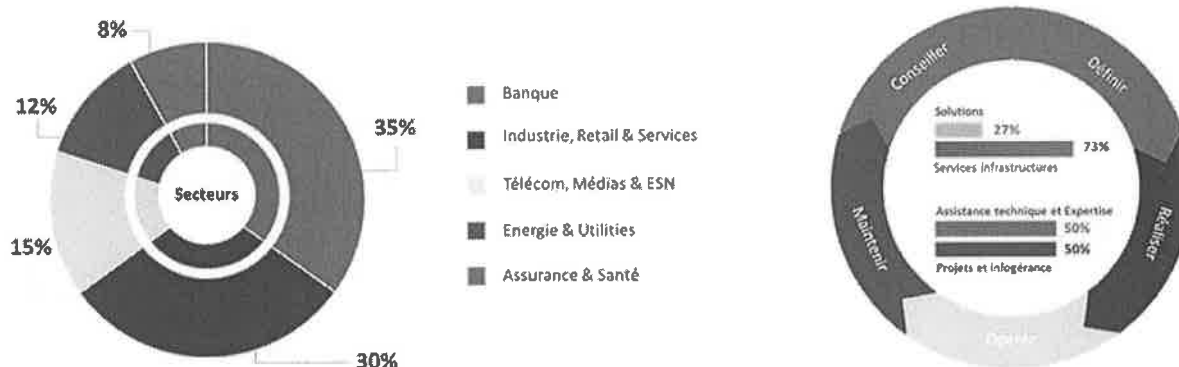 8%
12%
35%
15%
30%
Secteurs
Banque
Industrie, Retail & Services
Télécom, Médias & ESN
Energie & Utilities
Assurance & Santé
Conseiller
Définir
Réaliser
Opérer
Maintenir
Solutions
27%
73%
Services infrastructures
Assistance technique et Expertise
50%
50%
Projets et infogérance